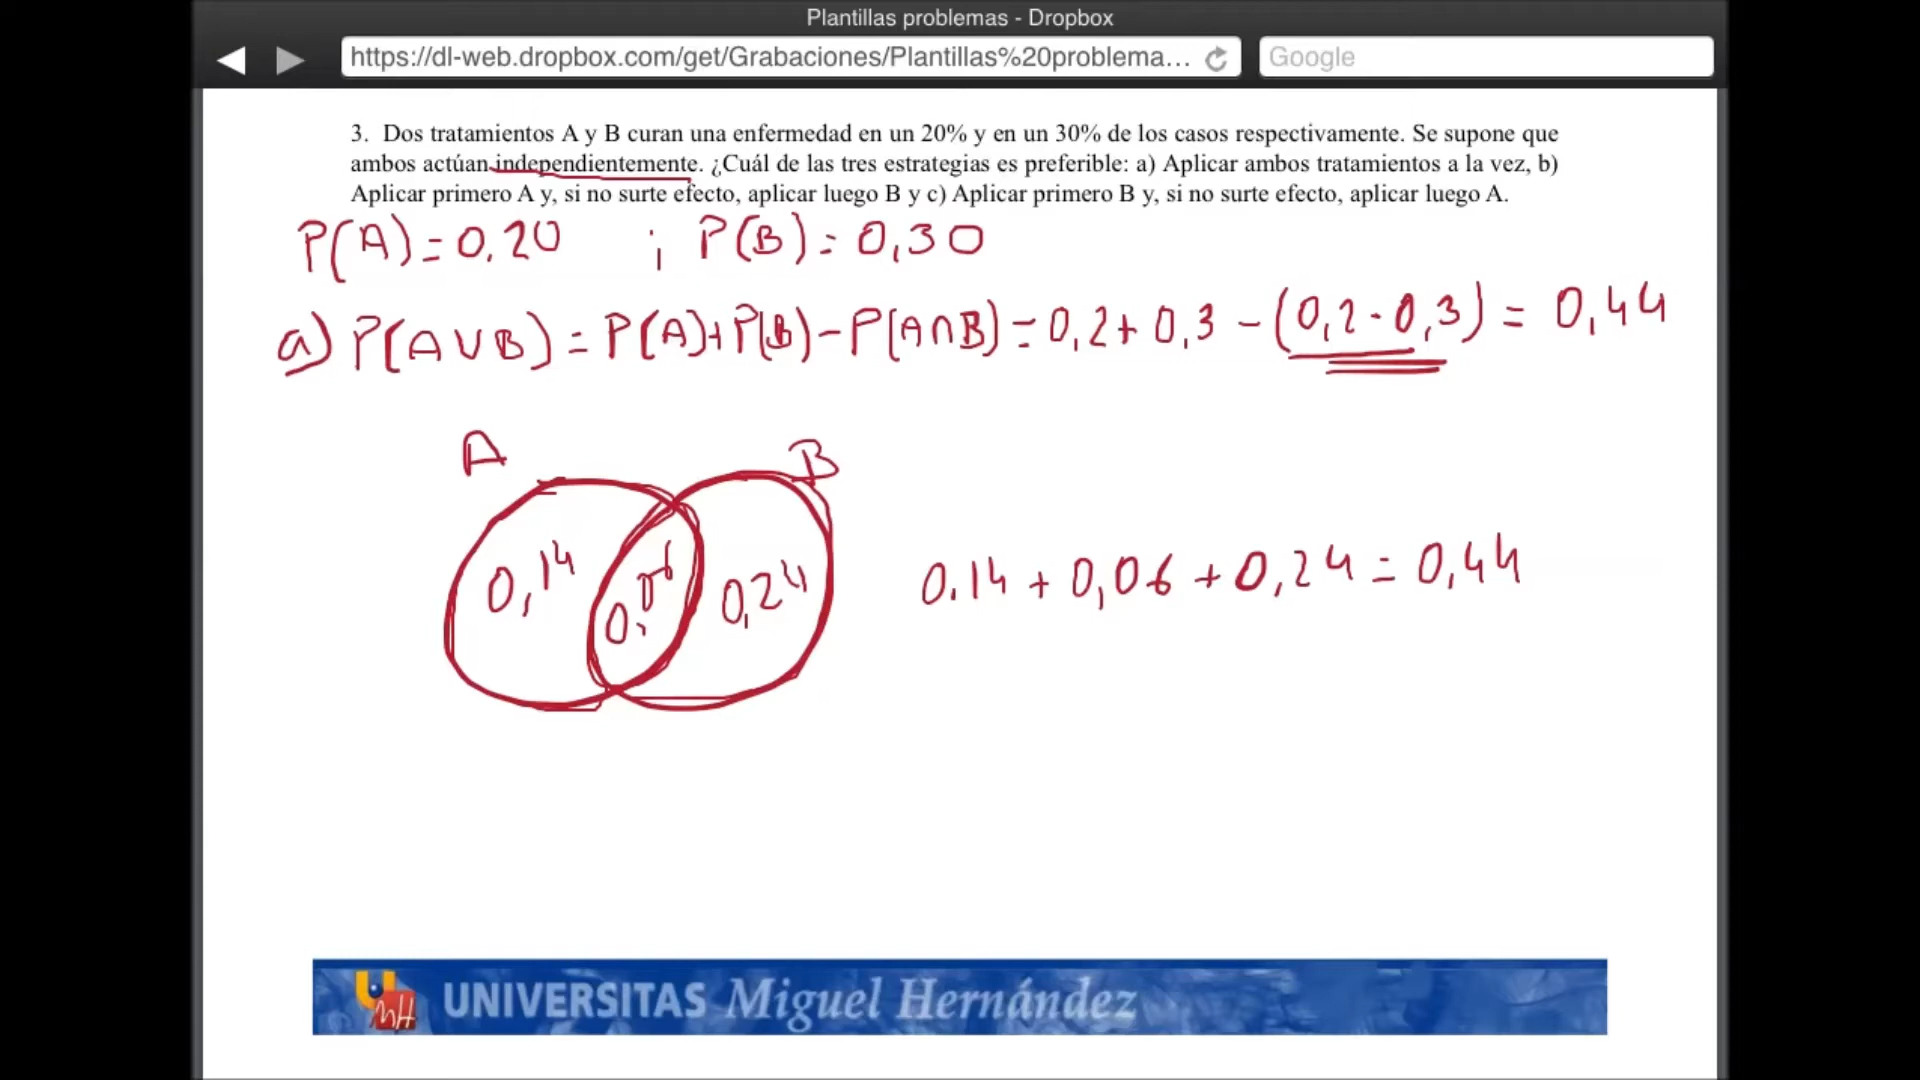 Plantillas problemas - Dropbox
https://dl-web.dropbox.com/get/Grabaciones/Plantillas%20problema...
Google
3. Dos tratamientos A y B curan una enfermedad en un 20% y en un 30% de los casos respectivamente. Se supone que
ambos actúan independientemente. ¿Cuál de las tres estrategias es preferible: a) Aplicar ambos tratamientos a la vez, b)
Aplicar primero A y, si no surte efecto, aplicar luego B y c) Aplicar primero B y, si no surte efecto, aplicar luego A.
P(A)=0,20 ; P(B)=0,30
a) P(A∪B)=P(A)+P(B)-P(A∩B)=0,2+0,3-(0,2·0,3)=0,44
A
B
0,14
0,06
0,24
0.14+0,06+0,24=0,44
UMH
UNIVERSITAS Miguel Hernández